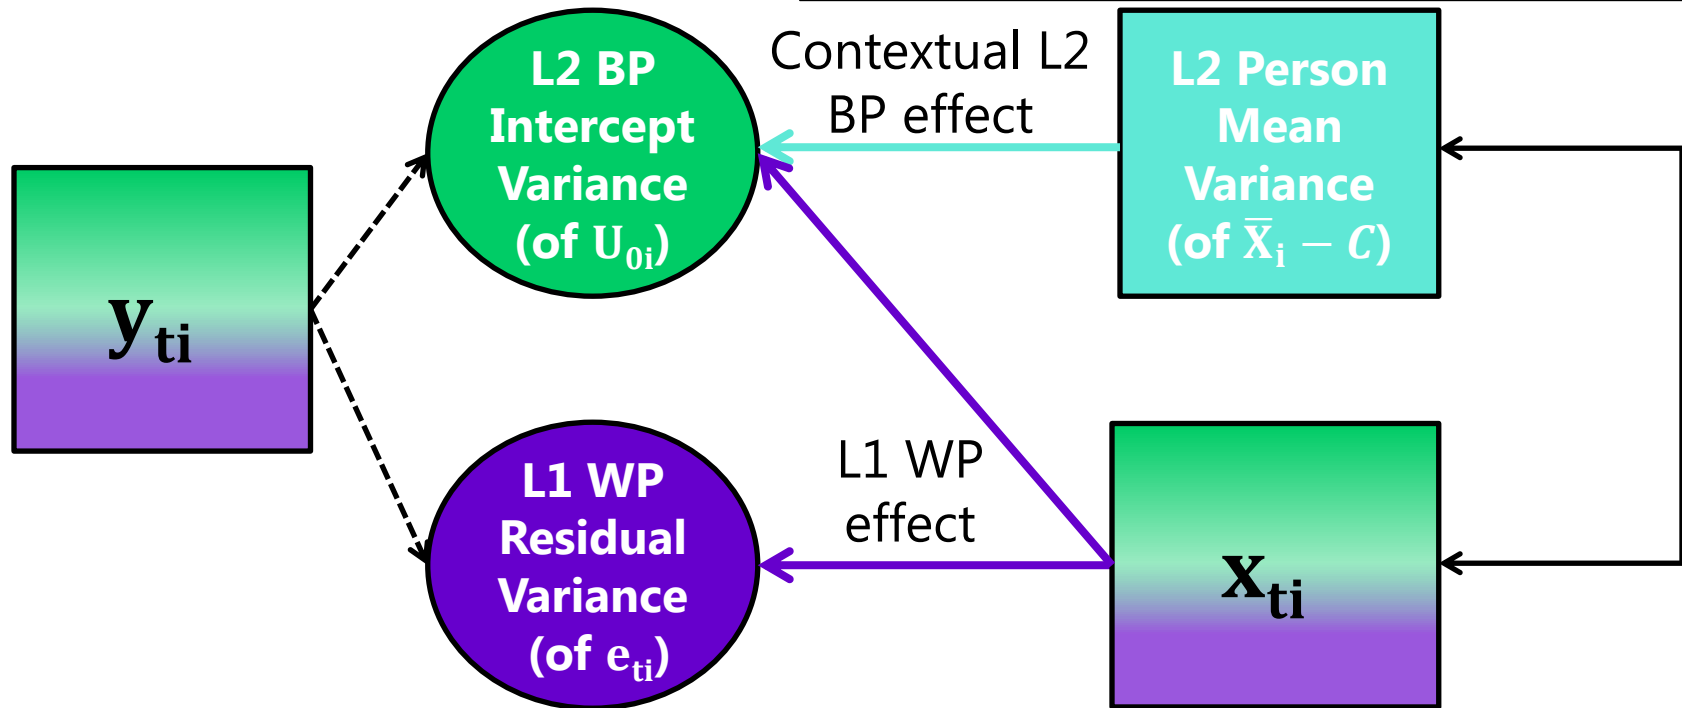 y_ti
L2 BP
Intercept
Variance
(of U_0i)
Contextual L2
BP effect
L2 Person
Mean
Variance
(of X̄_i − C)
L1 WP
Residual
Variance
(of e_ti)
L1 WP
effect
x_ti